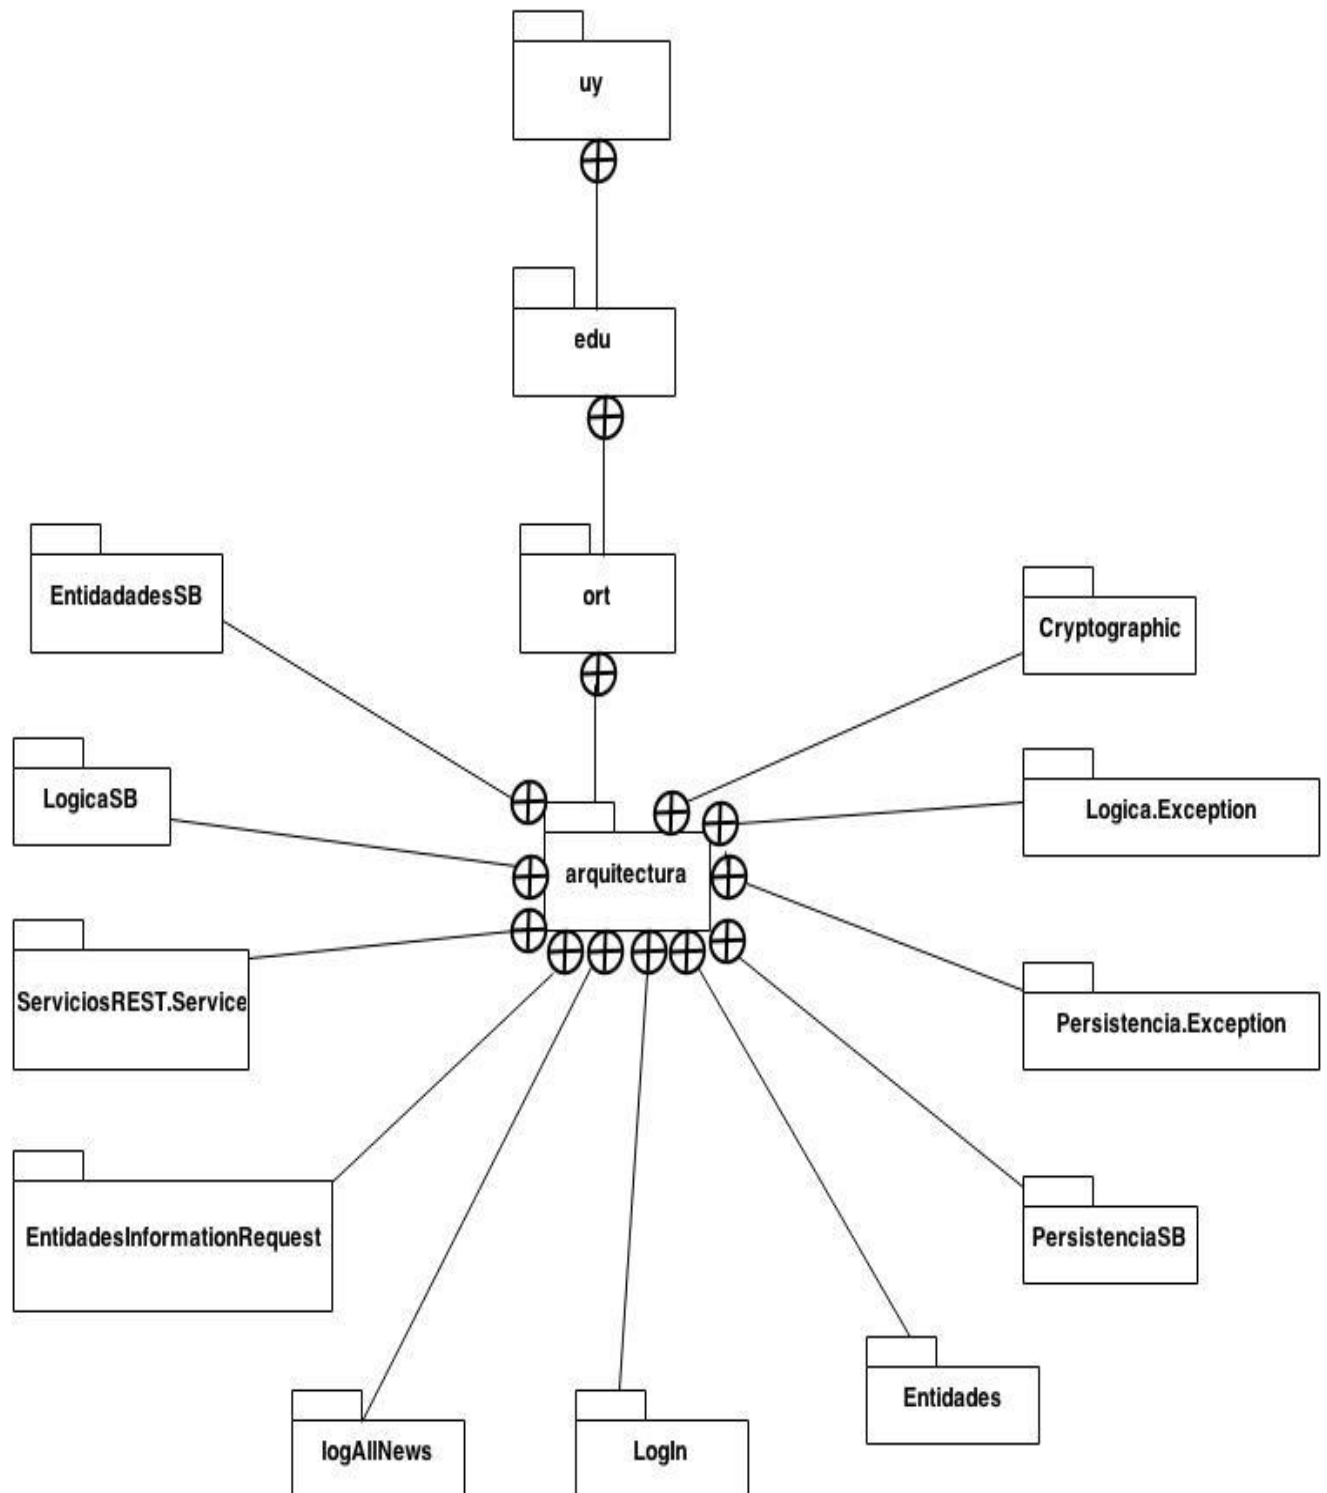 uy
edu
EntidadadesSB
ort
Cryptographic
LogicaSB
Logica.Exception
arquitectura
ServiciosREST.Service
Persistencia.Exception
EntidadesInformationRequest
PersistenciaSB
Entidades
logAllNews
LogIn